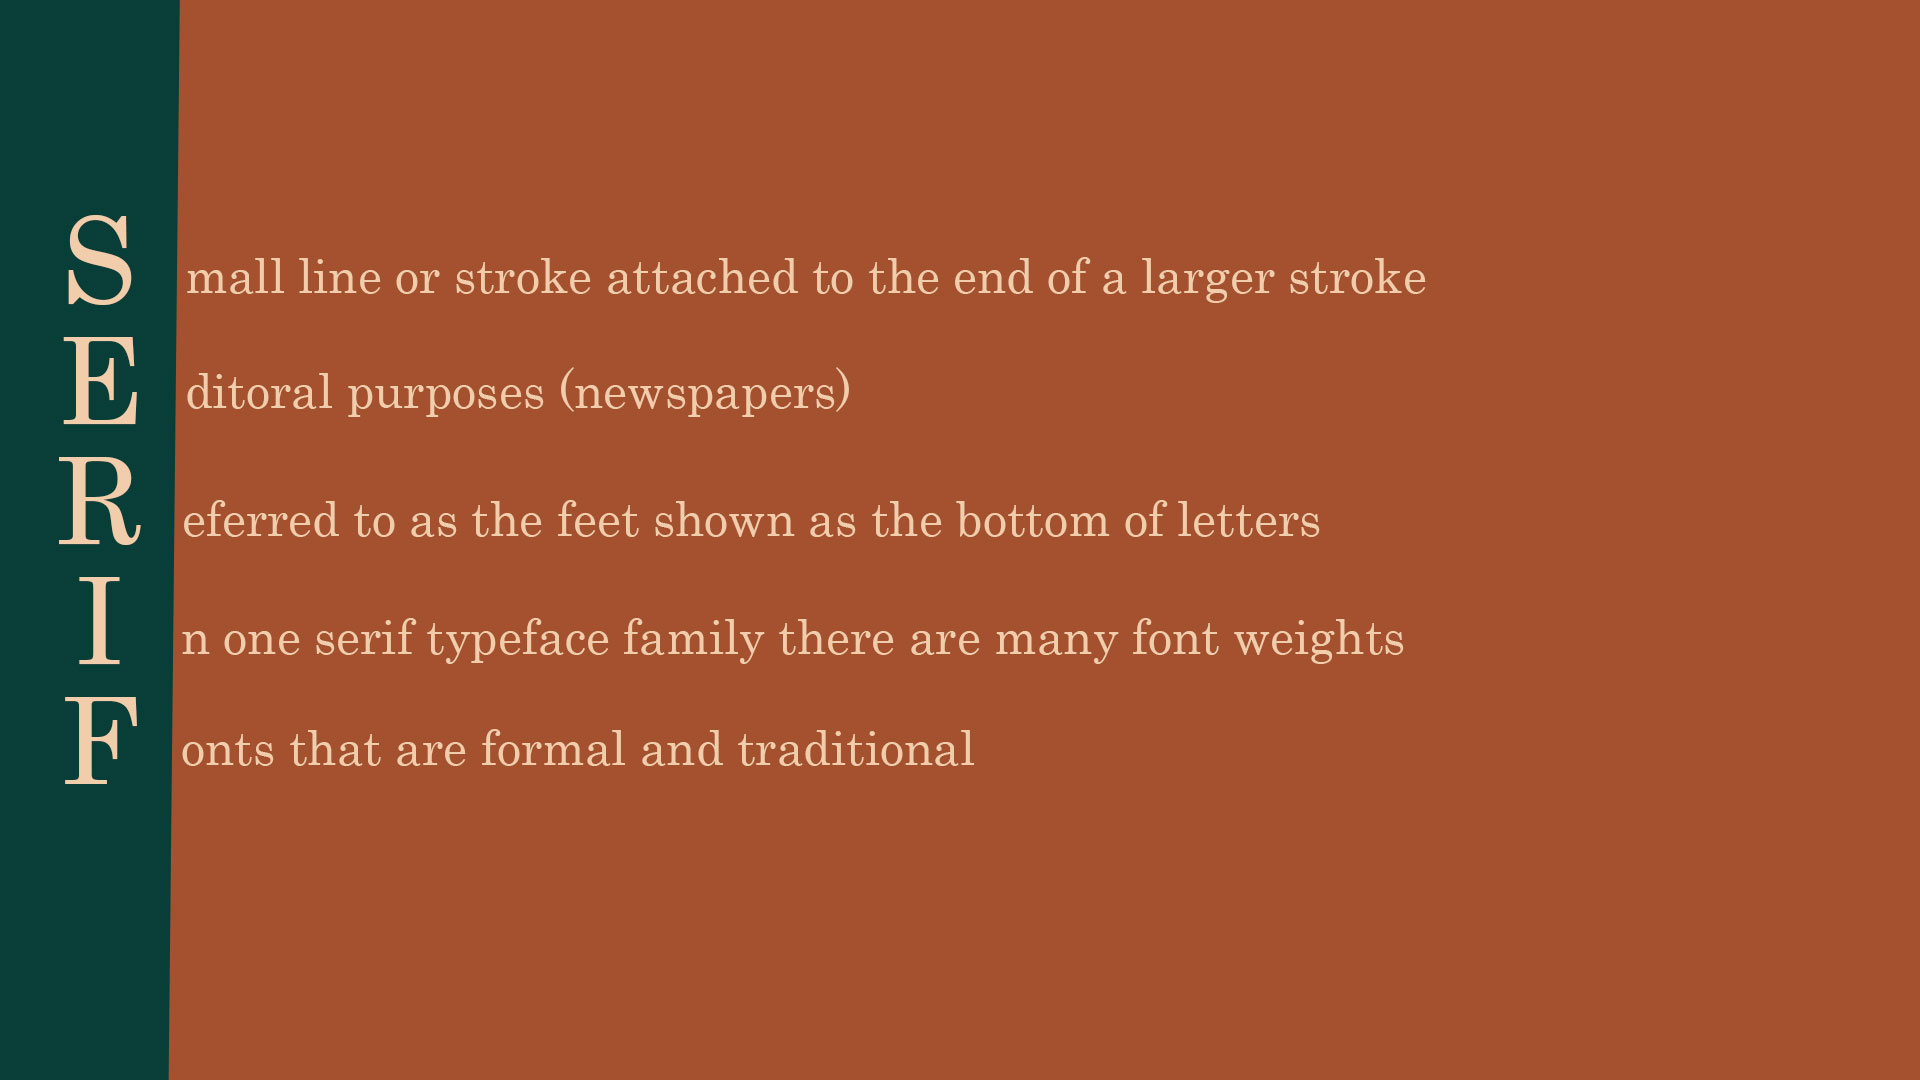 Small line or stroke attached to the end of a larger stroke
Editoral purposes (newspapers)
Referred to as the feet shown as the bottom of letters
In one serif typeface family there are many font weights
Fonts that are formal and traditional